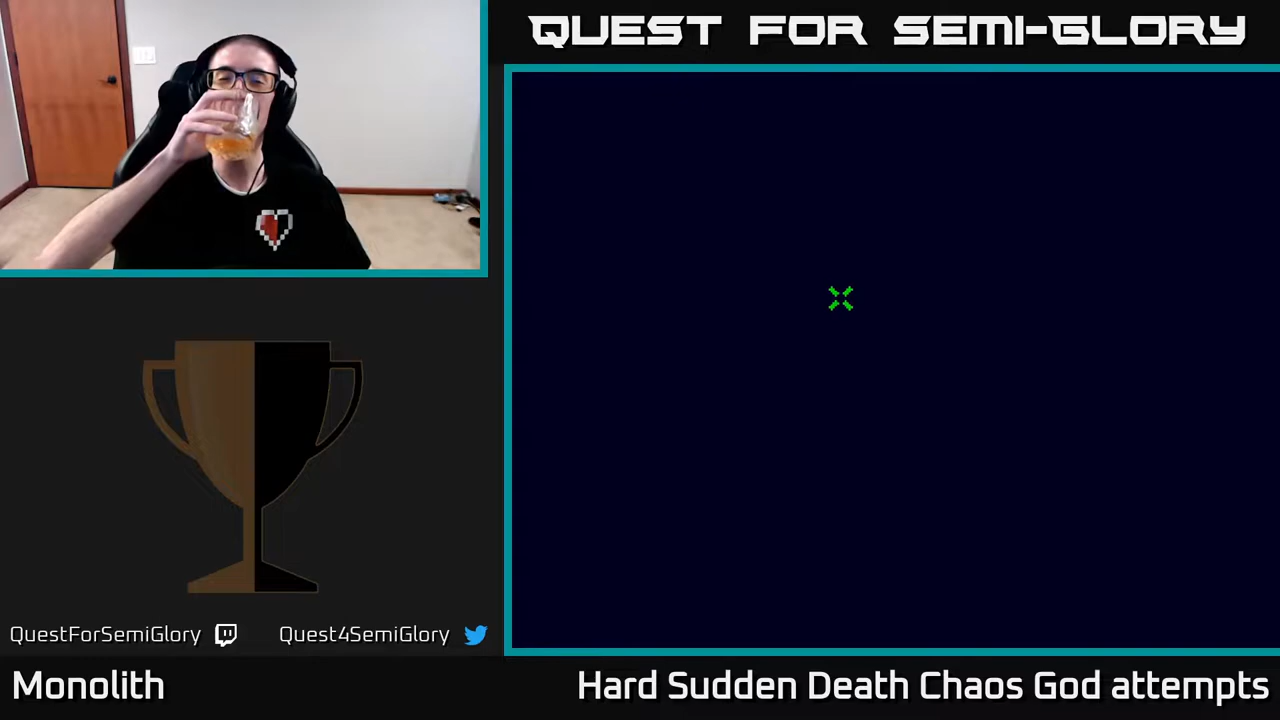 QUEST FOR SEMI-GLORY
QuestForSemiGlory
Quest4SemiGlory
Monolith
Hard Sudden Death Chaos God attempts